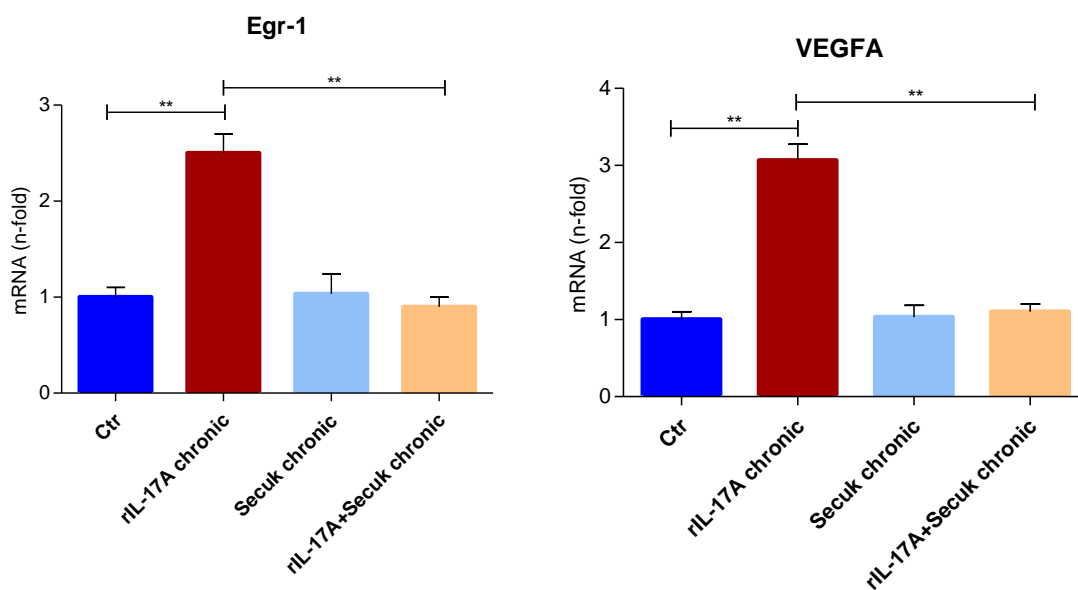 Egr-1
**
**
3
2
1
0
mRNA (n-fold)
Ctr
rIL-17A chronic
Secuk chronic
rIL-17A+Secuk chronic
VEGFA
**
**
4
3
2
1
0
mRNA (n-fold)
Ctr
rIL-17A chronic
Secuk chronic
rIL-17A+Secuk chronic